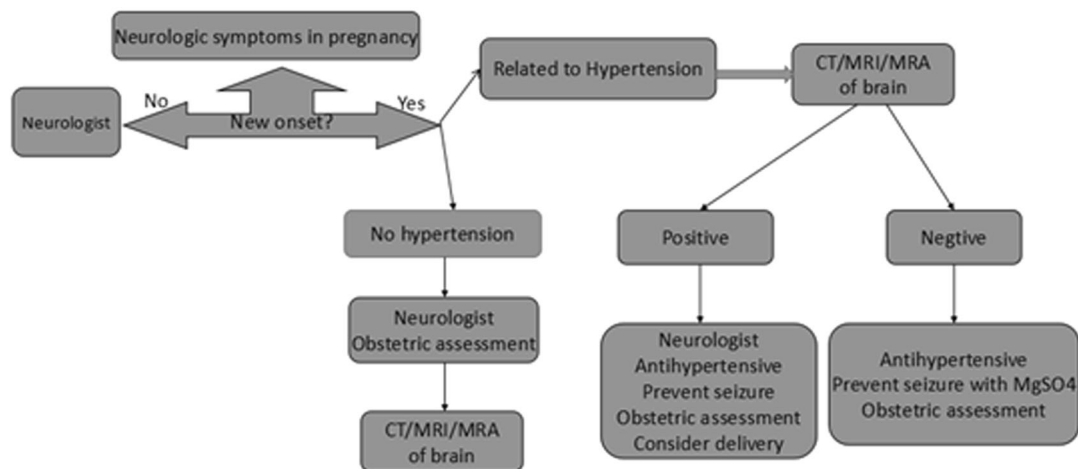 Neurologic symptoms in pregnancy
No
Yes
Neurologist
New onset?
Related to Hypertension
CT/MRI/MRA
of brain
No hypertension
Positive
Negtive
Neurologist
Obstetric assessment
CT/MRI/MRA
of brain
Neurologist
Antihypertensive
Prevent seizure
Obstetric assessment
Consider delivery
Antihypertensive
Prevent seizure with MgSO4
Obstetric assessment